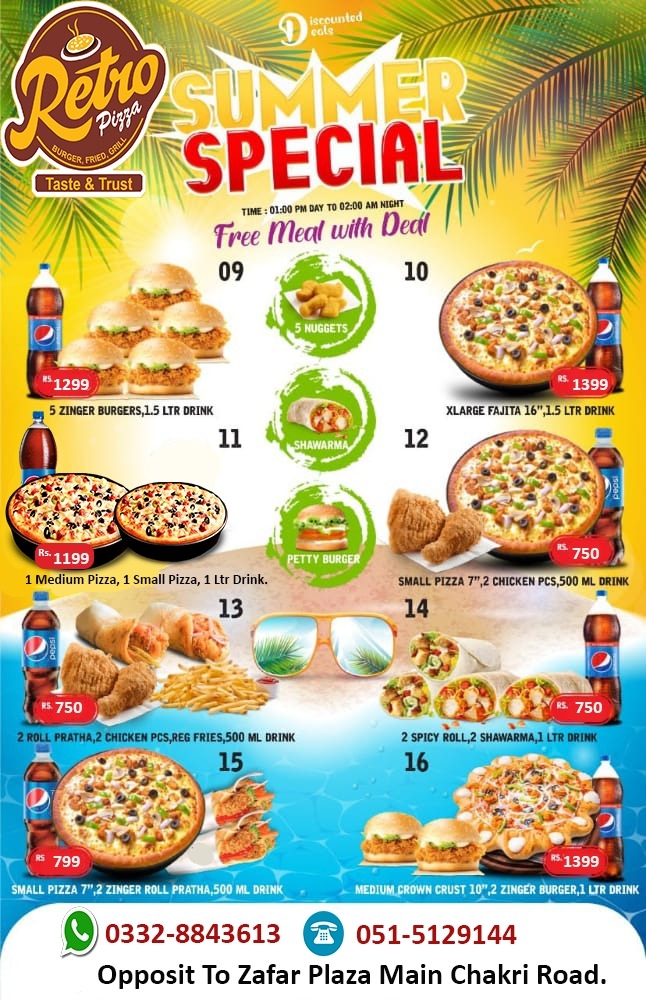 Discounted
Deals
Retro
Pizza
BURGER, FRIED, GRILL
Taste & Trust
SUMMER
SPECIAL
TIME : 01:00 PM DAY TO 02:00 AM NIGHT
Free Meal with Deal
09
RS. 1299
5 ZINGER BURGERS,1.5 LTR DRINK
5 NUGGETS
10
RS. 1399
XLARGE FAJITA 16",1.5 LTR DRINK
11
Rs. 1199
1 Medium Pizza, 1 Small Pizza, 1 Ltr Drink.
SHAWARMA
12
pepsi
RS. 750
SMALL PIZZA 7",2 CHICKEN PCS,500 ML DRINK
PETTY BURGER
13
pepsi
RS. 750
2 ROLL PRATHA,2 CHICKEN PCS,REG FRIES,500 ML DRINK
14
RS. 750
2 SPICY ROLL,2 SHAWARMA,1 LTR DRINK
15
pepsi
RS 799
SMALL PIZZA 7",2 ZINGER ROLL PRATHA,500 ML DRINK
16
RS. 1399
MEDIUM CROWN CRUST 10",2 ZINGER BURGER,1 LTR DRINK
0332-8843613
051-5129144
Opposit To Zafar Plaza Main Chakri Road.